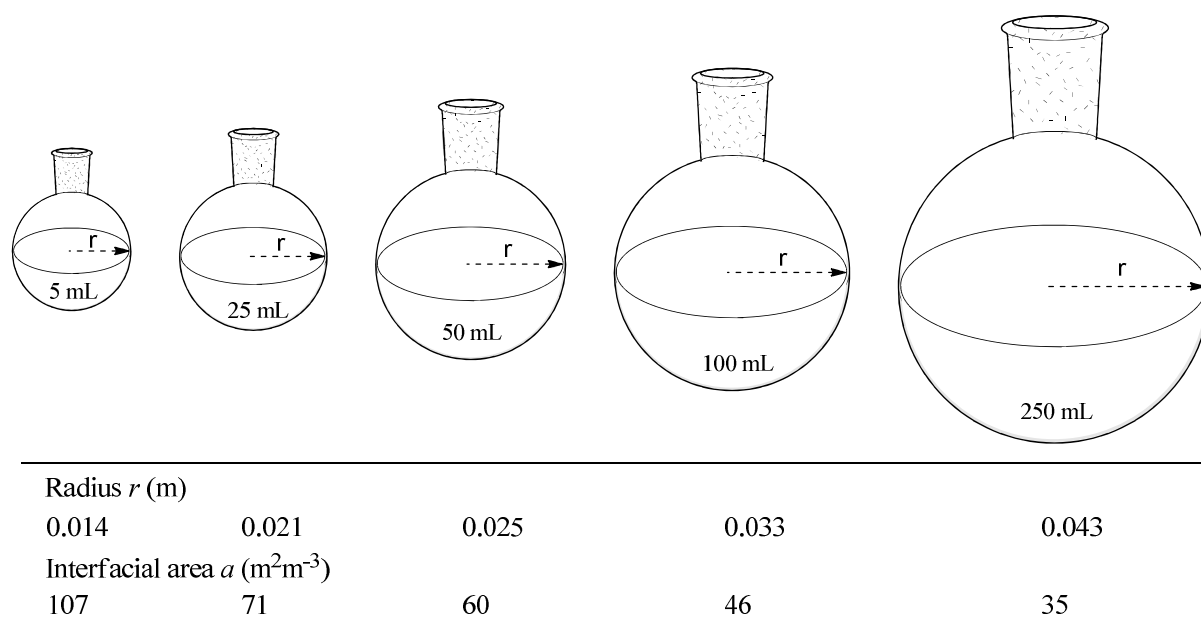 r r r r r
5 mL 25 mL 50 mL 100 mL 250 mL
Radius r (m)
0.014 0.021 0.025 0.033 0.043
Interfacial area a (m²m⁻³)
107 71 60 46 35